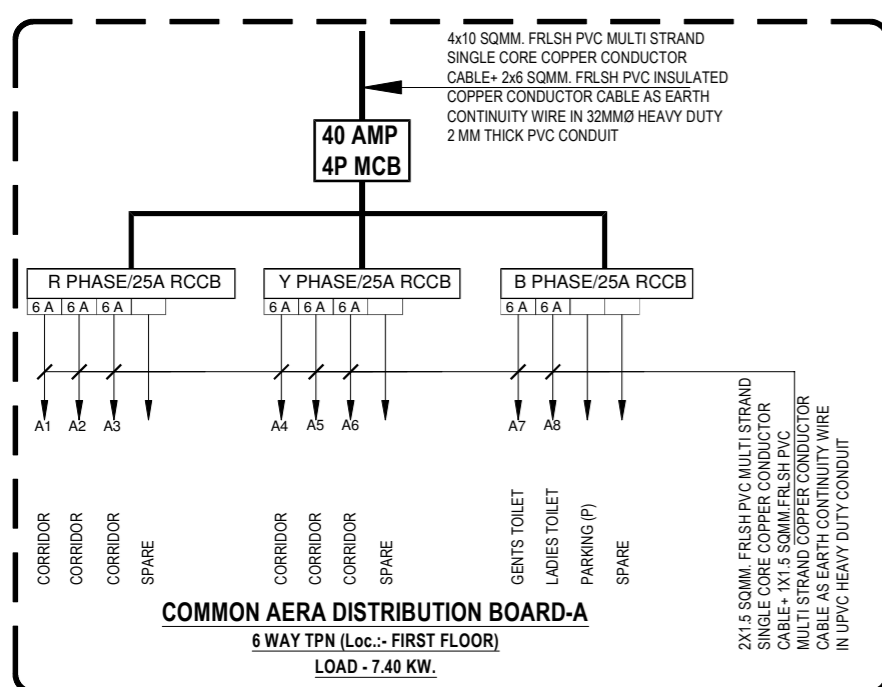 4x10 SQMM. FRLSH PVC MULTI STRAND
SINGLE CORE COPPER CONDUCTOR
CABLE+ 2x6 SQMM. FRLSH PVC INSULATED
COPPER CONDUCTOR CABLE AS EARTH
CONTINUITY WIRE IN 32MMØ HEAVY DUTY
2 MM THICK PVC CONDUIT
40 AMP
4P MCB
R PHASE/25A RCCB
6 A 6 A 6 A
Y PHASE/25A RCCB
6 A 6 A 6 A
B PHASE/25A RCCB
6 A 6 A
A1 A2 A3
A4 A5 A6
A7 A8
CORRIDOR
CORRIDOR
CORRIDOR
SPARE
CORRIDOR
CORRIDOR
CORRIDOR
SPARE
GENTS TOILET
LADIES TOILET
PARKING (P)
SPARE
2X1.5 SQMM. FRLSH PVC MULTI STRAND
SINGLE CORE COPPER CONDUCTOR
CABLE+ 1X1.5 SQMM.FRLSH PVC
MULTI STRAND COPPER CONDUCTOR
CABLE AS EARTH CONTINUITY WIRE
IN UPVC HEAVY DUTY CONDUIT
COMMON AERA DISTRIBUTION BOARD-A
6 WAY TPN (Loc.:- FIRST FLOOR)
LOAD - 7.40 KW.